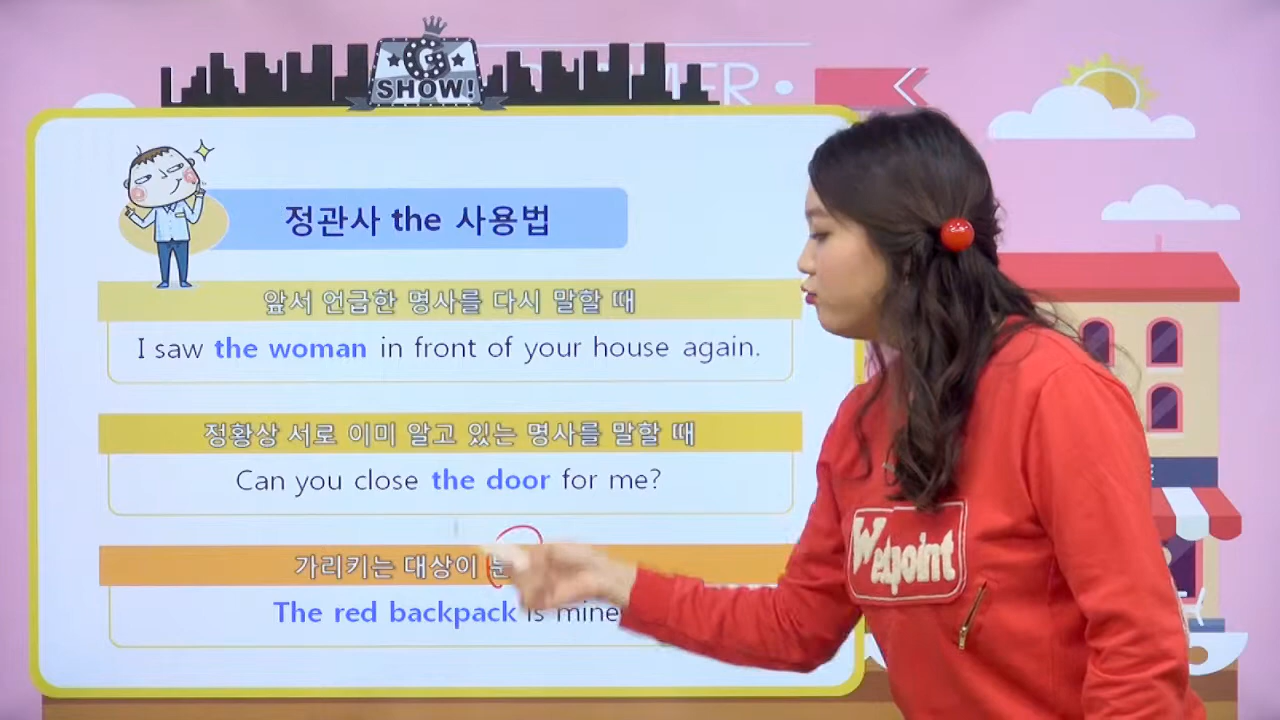 G
SHOW!
정관사 the 사용법
앞서 언급한 명사를 다시 말할 때
I saw the woman in front of your house again.
정황상 서로 이미 알고 있는 명사를 말할 때
Can you close the door for me?
가리키는 대상이
The red backpack is mine
Wetpoint